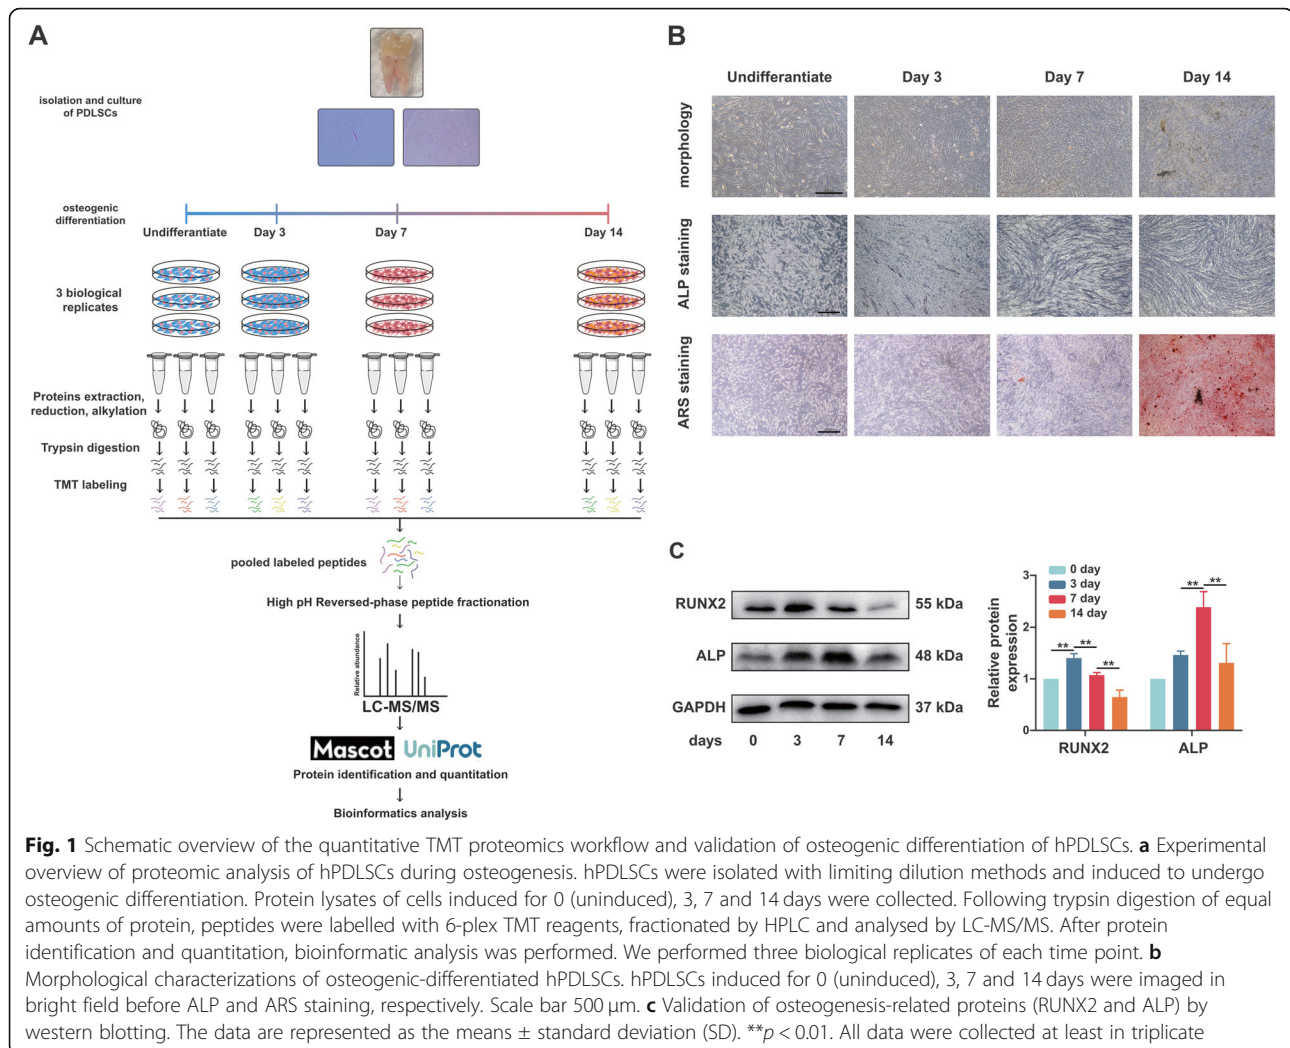 A
isolation and culture
of PDLSCs
osteogenic
differentiation
Undifferantiate Day 3 Day 7 Day 14
3 biological
replicates
Proteins extraction,
reduction, alkylation
Trypsin digestion
TMT labeling
pooled labeled peptides
High pH Reversed-phase peptide fractionation
Relative abundance
LC-MS/MS
Mascot UniProt
Protein identification and quantitation
Bioinformatics analysis
B
Undifferantiate Day 3 Day 7 Day 14
morphology
ALP staining
ARS staining
C
RUNX2 55 kDa
ALP 48 kDa
GAPDH 37 kDa
days 0 3 7 14
Relative protein
expression
3
2
1
0
0 day
3 day
7 day
14 day
** ** **
** **
RUNX2 ALP
Fig. 1 Schematic overview of the quantitative TMT proteomics workflow and validation of osteogenic differentiation of hPDLSCs. a Experimental
overview of proteomic analysis of hPDLSCs during osteogenesis. hPDLSCs were isolated with limiting dilution methods and induced to undergo
osteogenic differentiation. Protein lysates of cells induced for 0 (uninduced), 3, 7 and 14 days were collected. Following trypsin digestion of equal
amounts of protein, peptides were labelled with 6-plex TMT reagents, fractionated by HPLC and analysed by LC-MS/MS. After protein
identification and quantitation, bioinformatic analysis was performed. We performed three biological replicates of each time point. b
Morphological characterizations of osteogenic-differentiated hPDLSCs. hPDLSCs induced for 0 (uninduced), 3, 7 and 14 days were imaged in
bright field before ALP and ARS staining, respectively. Scale bar 500 μm. c Validation of osteogenesis-related proteins (RUNX2 and ALP) by
western blotting. The data are represented as the means ± standard deviation (SD). **p < 0.01. All data were collected at least in triplicate